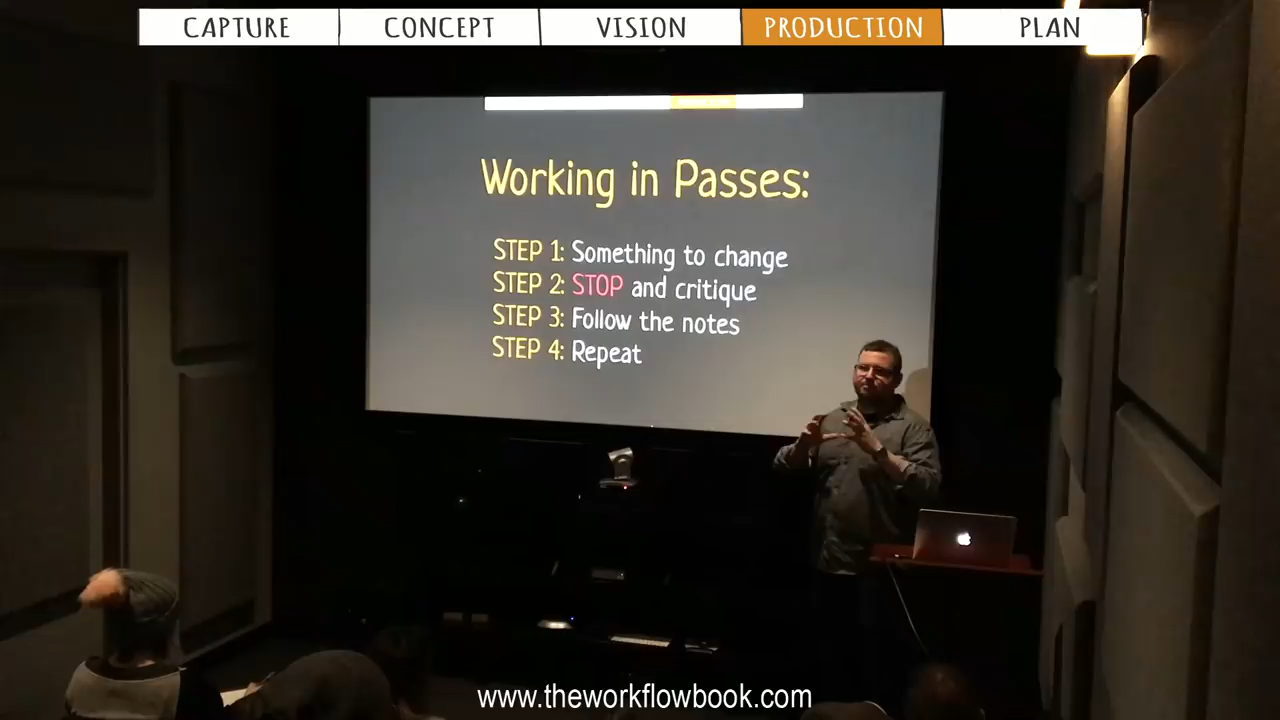 CAPTURE CONCEPT VISION PRODUCTION PLAN
Working in Passes:
STEP 1: Something to change
STEP 2: STOP and critique
STEP 3: Follow the notes
STEP 4: Repeat
www.theworkflowbook.com